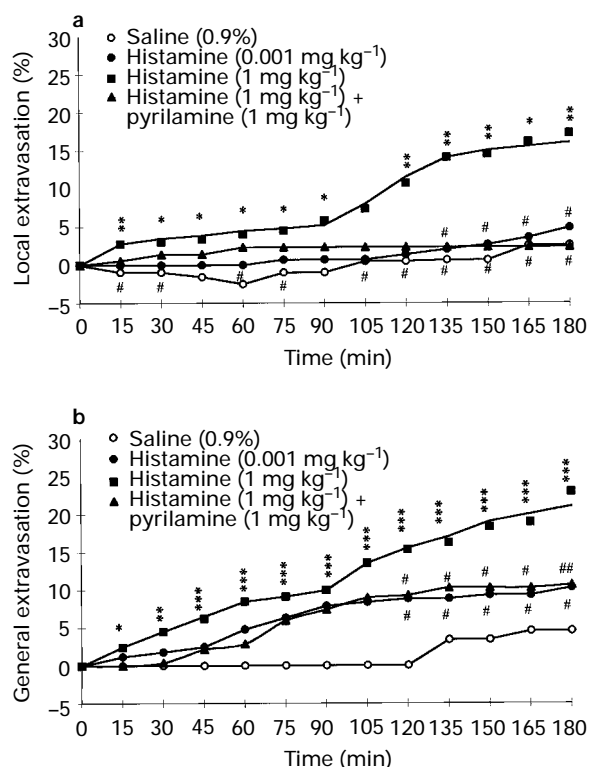 a
30
25
20
15
10
5
0
−5
Local extravasation (%)
Saline (0.9%)
Histamine (0.001 mg kg⁻¹)
Histamine (1 mg kg⁻¹)
Histamine (1 mg kg⁻¹) +
pyrilamine (1 mg kg⁻¹)
** * * * * * ** ** ** * **
# # # #
# # # # # #
# # # # # #
0 15 30 45 60 75 90 105 120 135 150 165 180
Time (min)
b
30
25
20
15
10
5
0
−5
General extravasation (%)
Saline (0.9%)
Histamine (0.001 mg kg⁻¹)
Histamine (1 mg kg⁻¹)
Histamine (1 mg kg⁻¹) +
pyrilamine (1 mg kg⁻¹)
* ** *** *** *** *** *** *** *** *** *** ***
# # # # ##
# # # # #
0 15 30 45 60 75 90 105 120 135 150 165 180
Time (min)